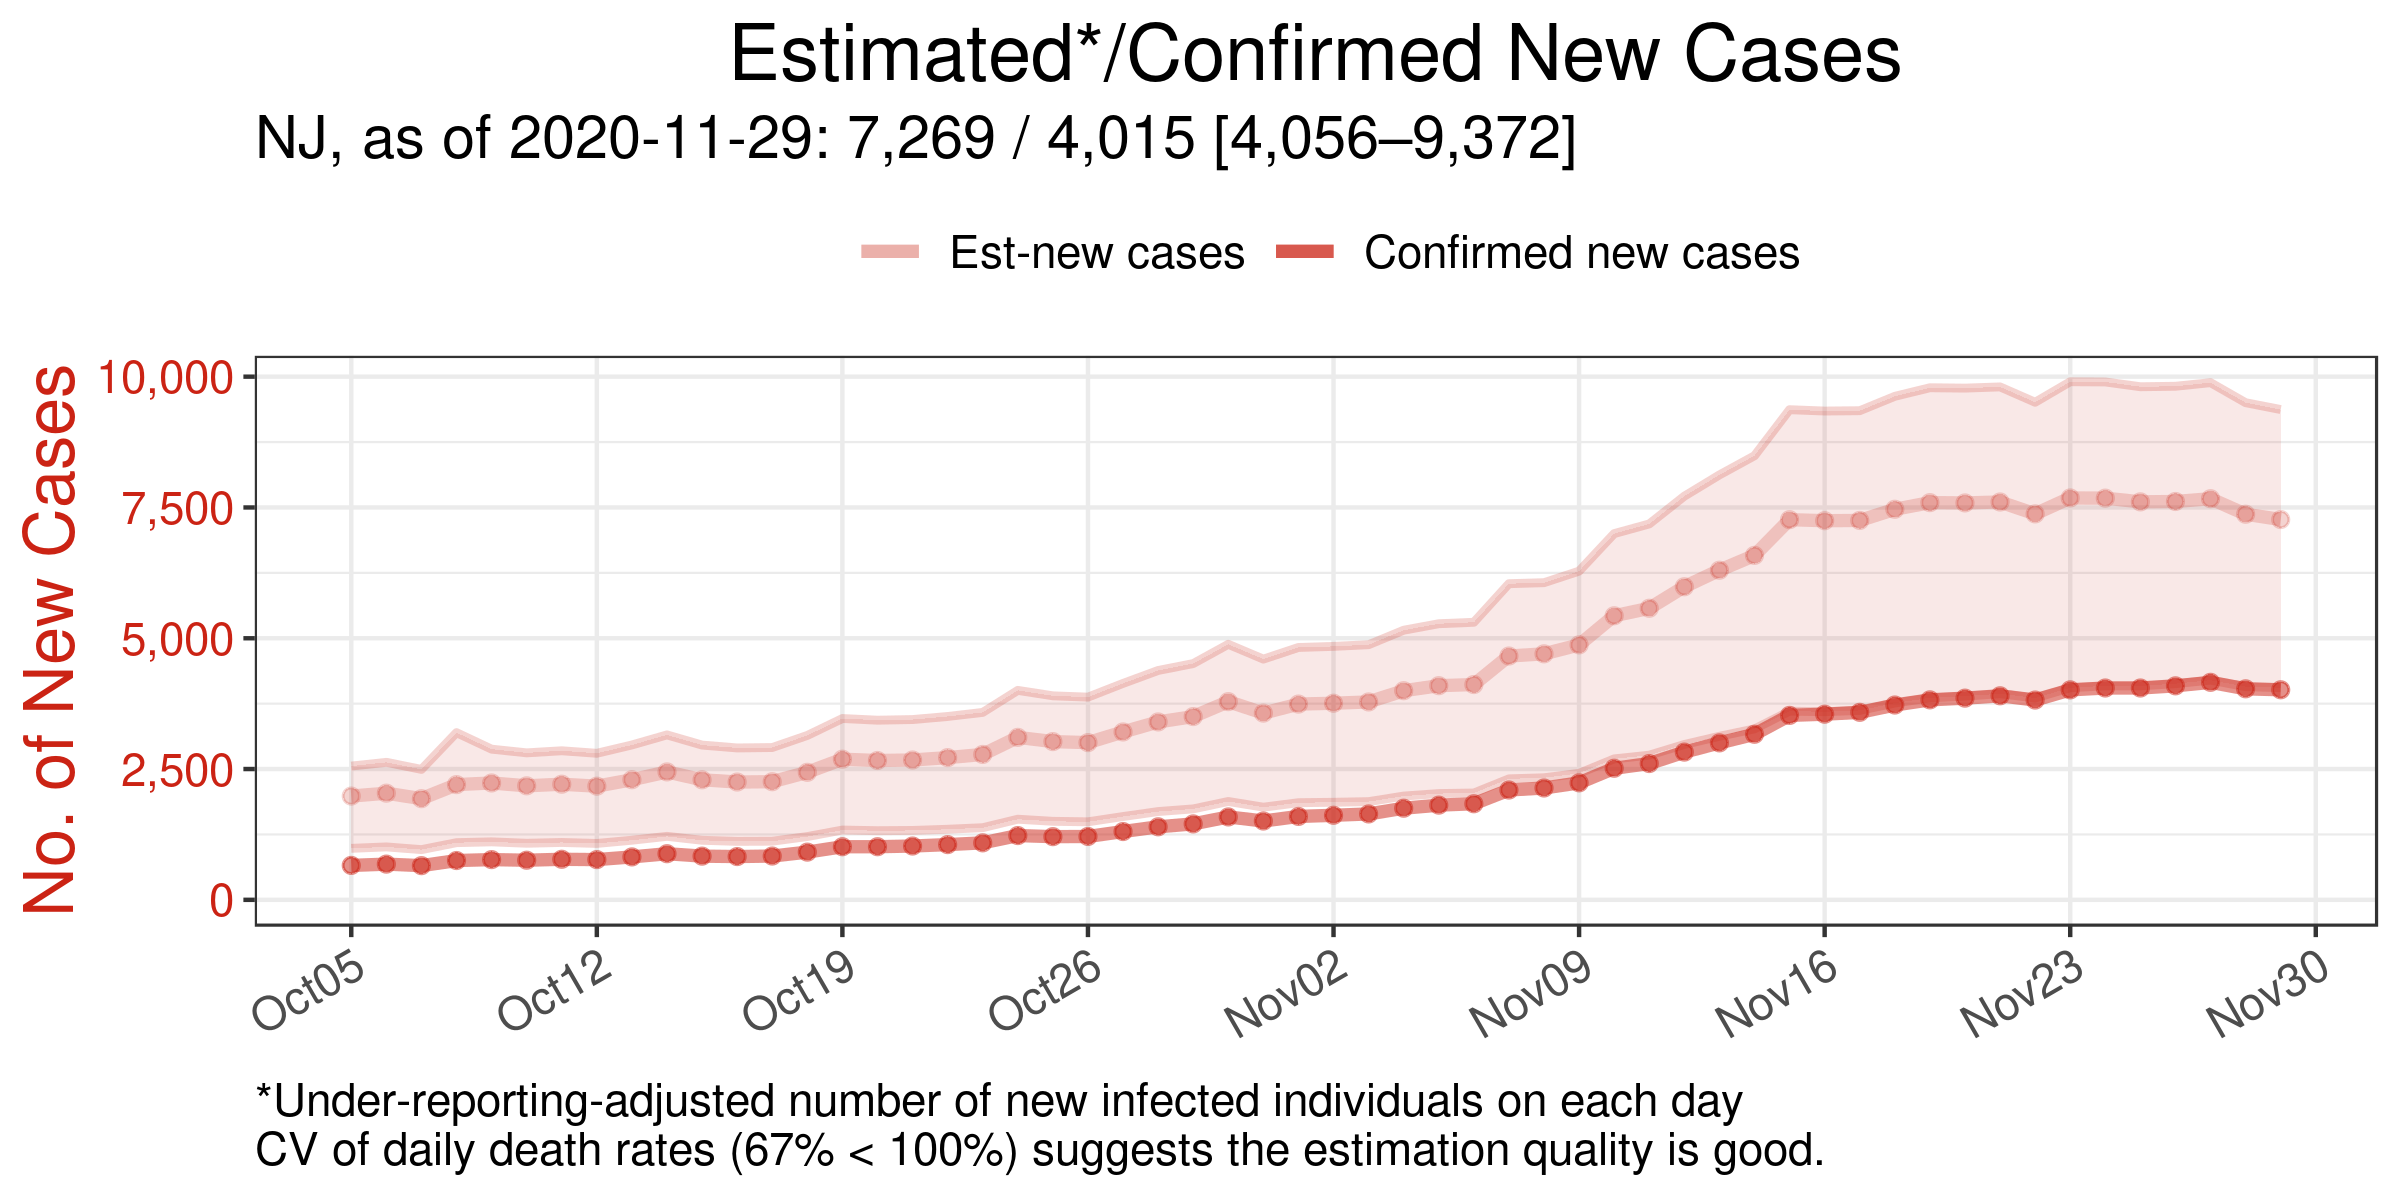 Estimated*/Confirmed New Cases
NJ, as of 2020-11-29: 7,269 / 4,015 [4,056–9,372]
Est-new cases
Confirmed new cases
No. of New Cases
10,000
7,500
5,000
2,500
0
Oct05
Oct12
Oct19
Oct26
Nov02
Nov09
Nov16
Nov23
Nov30
*Under-reporting-adjusted number of new infected individuals on each day
CV of daily death rates (67% < 100%) suggests the estimation quality is good.